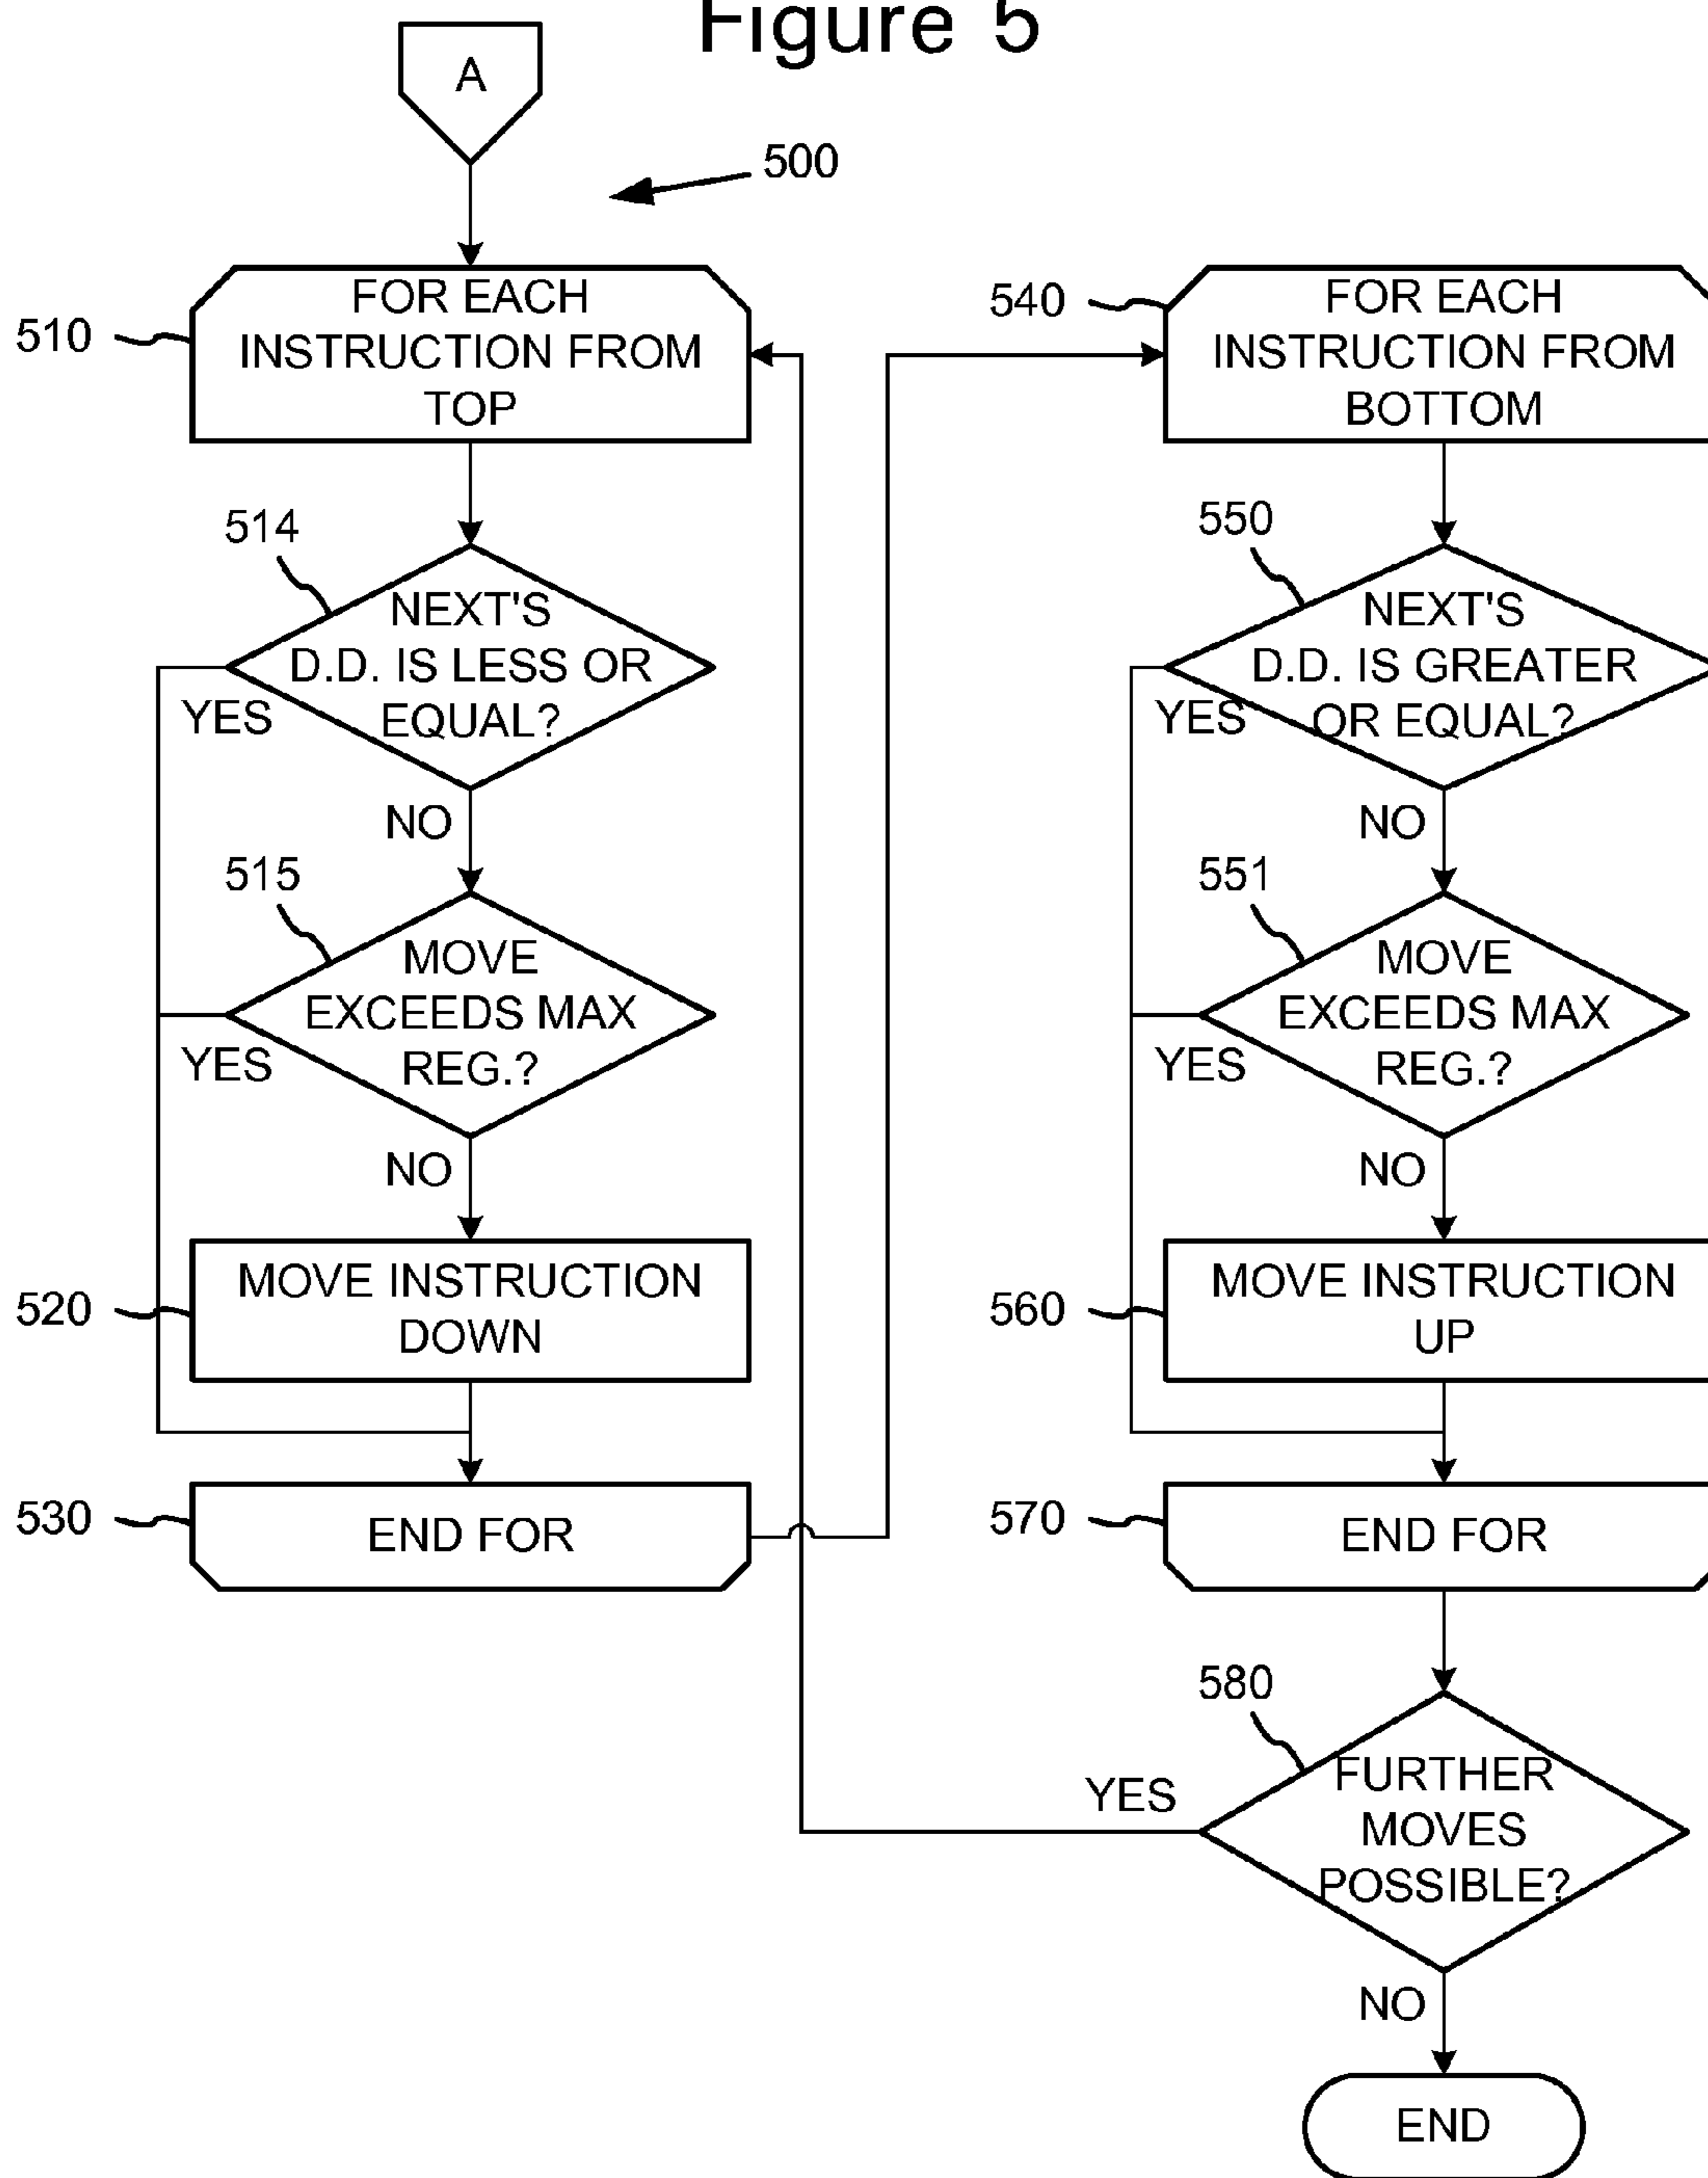 Figure 5
A
500
510
FOR EACH
INSTRUCTION FROM
TOP
514
NEXT'S
D.D. IS LESS OR
EQUAL?
YES
NO
515
MOVE
EXCEEDS MAX
REG.?
YES
NO
520
MOVE INSTRUCTION
DOWN
530
END FOR
540
FOR EACH
INSTRUCTION FROM
BOTTOM
550
NEXT'S
D.D. IS GREATER
OR EQUAL?
YES
NO
551
MOVE
EXCEEDS MAX
REG.?
YES
NO
560
MOVE INSTRUCTION
UP
570
END FOR
580
FURTHER
MOVES
POSSIBLE?
YES
NO
END